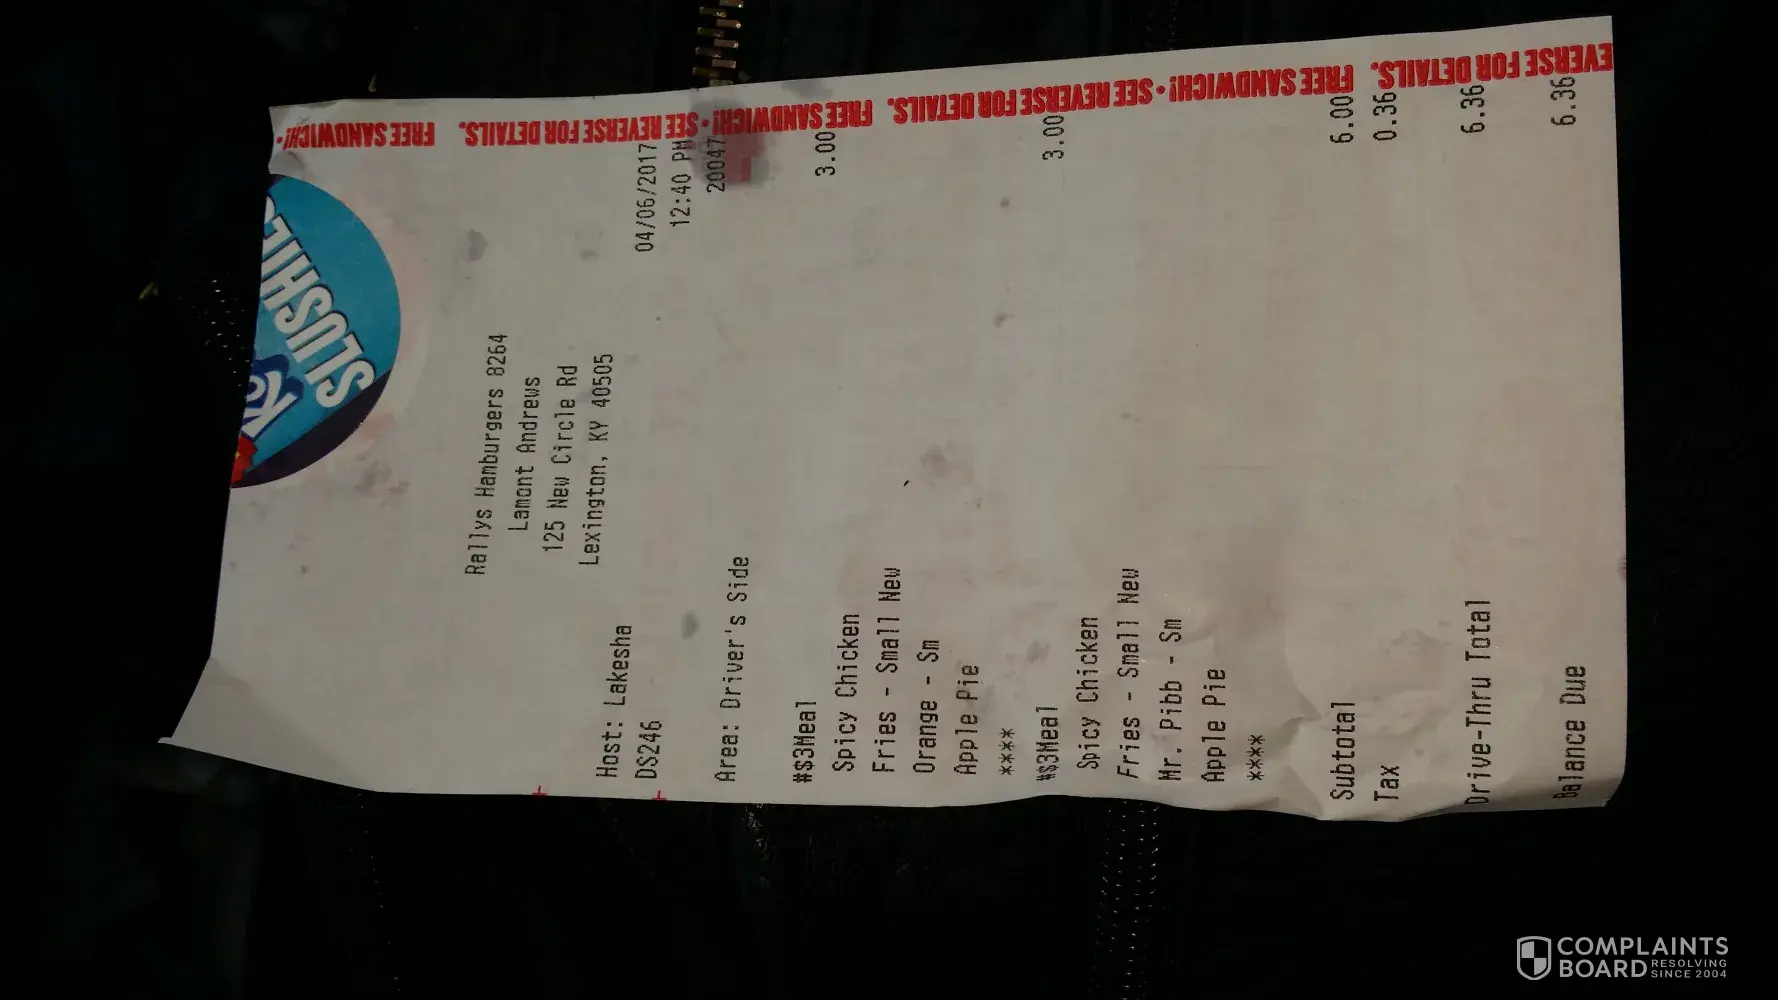 FREE SANDWICH! • SEE REVERSE FOR DETAILS. FREE SANDWICH! • SEE REVERSE FOR DETAILS. FREE SANDWICH! •
EVERSE FOR DETAILS.
SLUSHIE
Rallys Hamburgers 8264
Lamont Andrews
125 New Circle Rd
Lexington, KY 40505
Host: Lakesha 04/06/2017
DS246 12:40 PM
20047
Area: Driver's Side
#$3Meal 3.00
Spicy Chicken
Fries - Small New
Orange - Sm
Apple Pie
****
#$3Meal 3.00
Spicy Chicken
Fries - Small New
Mr. Pibb - Sm
Apple Pie
****
Subtotal 6.00
Tax 0.36
Drive-Thru Total 6.36
Balance Due 6.36
COMPLAINTS
BOARD RESOLVING
SINCE 2004